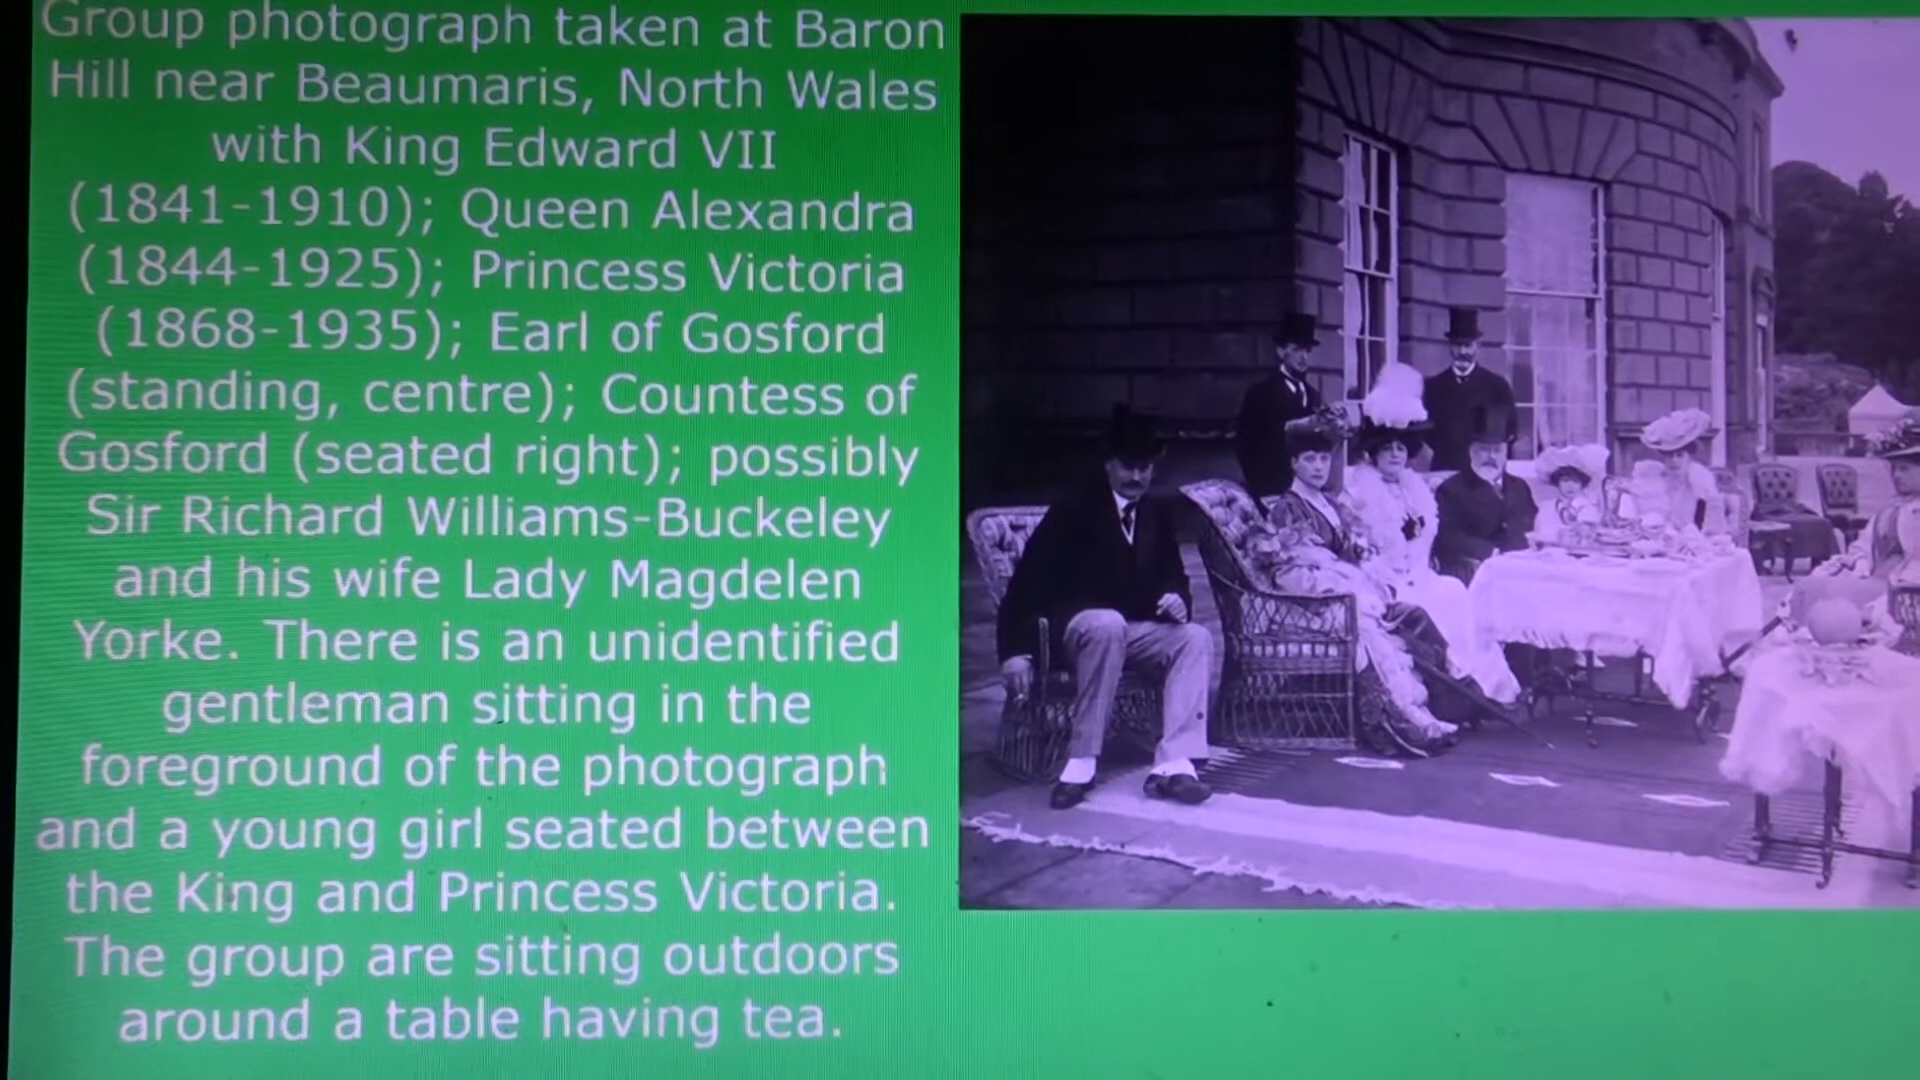 Group photograph taken at Baron
Hill near Beaumaris, North Wales
with King Edward VII
(1841-1910); Queen Alexandra
(1844-1925); Princess Victoria
(1868-1935); Earl of Gosford
(standing, centre); Countess of
Gosford (seated right); possibly
Sir Richard Williams-Buckeley
and his wife Lady Magdelen
Yorke. There is an unidentified
gentleman sitting in the
foreground of the photograph
and a young girl seated between
the King and Princess Victoria.
The group are sitting outdoors
around a table having tea.